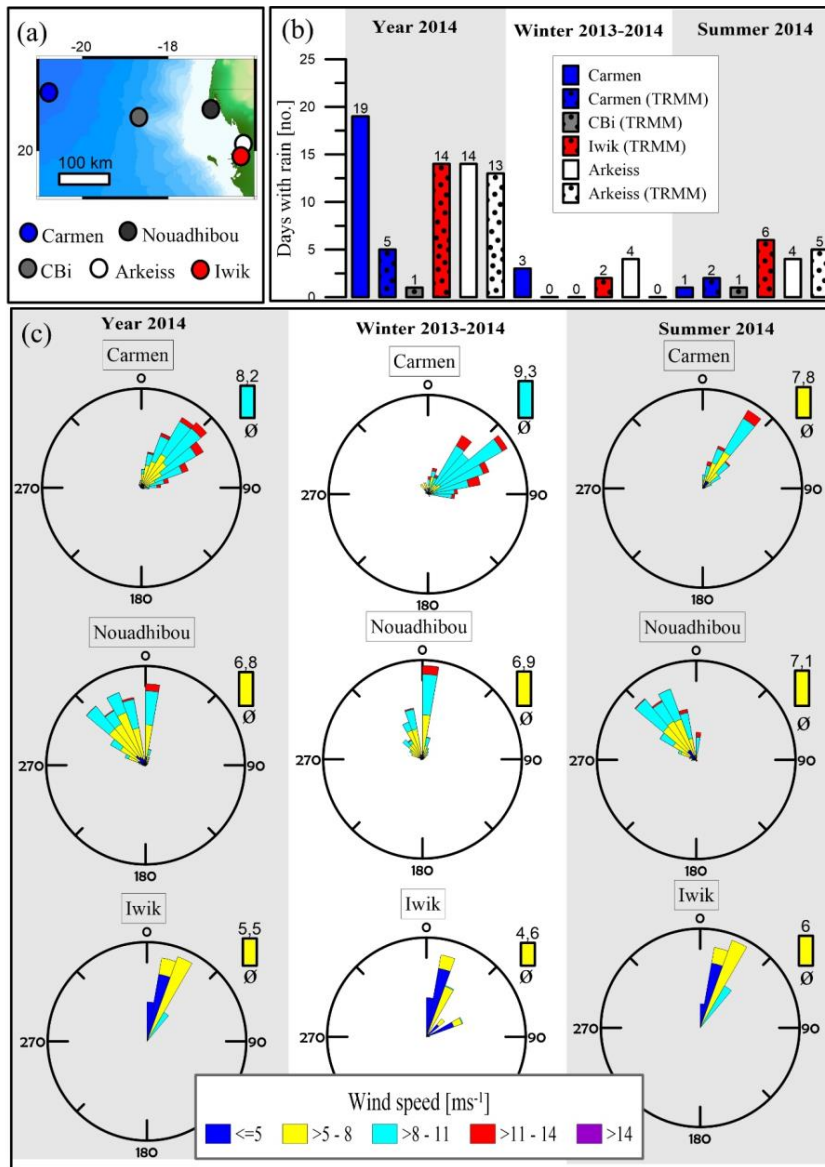 (a)
-20 -18
20
100 km
Carmen Nouadhibou
CBi Arkeiss Iwik
(b)
Year 2014 Winter 2013-2014 Summer 2014
Days with rain [no.]
25
20
15
10
5
0
19 5 1 14 14 13 3 0 0 2 4 0 1 2 1 6 4 5
Carmen
Carmen (TRMM)
CBi (TRMM)
Iwik (TRMM)
Arkeiss
Arkeiss (TRMM)
(c)
Year 2014 Winter 2013-2014 Summer 2014
Carmen Carmen Carmen
0 8,2 0 9,3 0 7,8
Ø Ø Ø
270 90 270 90 270 90
180 180 180
Nouadhibou Nouadhibou Nouadhibou
0 6,8 0 6,9 0 7,1
Ø Ø Ø
270 90 270 90 270 90
180 180 180
Iwik Iwik Iwik
0 5,5 0 4,6 0 6
Ø Ø Ø
270 90 270 90 270 90
180 180
Wind speed [ms-1]
<=5 >5 - 8 >8 - 11 >11 - 14 >14